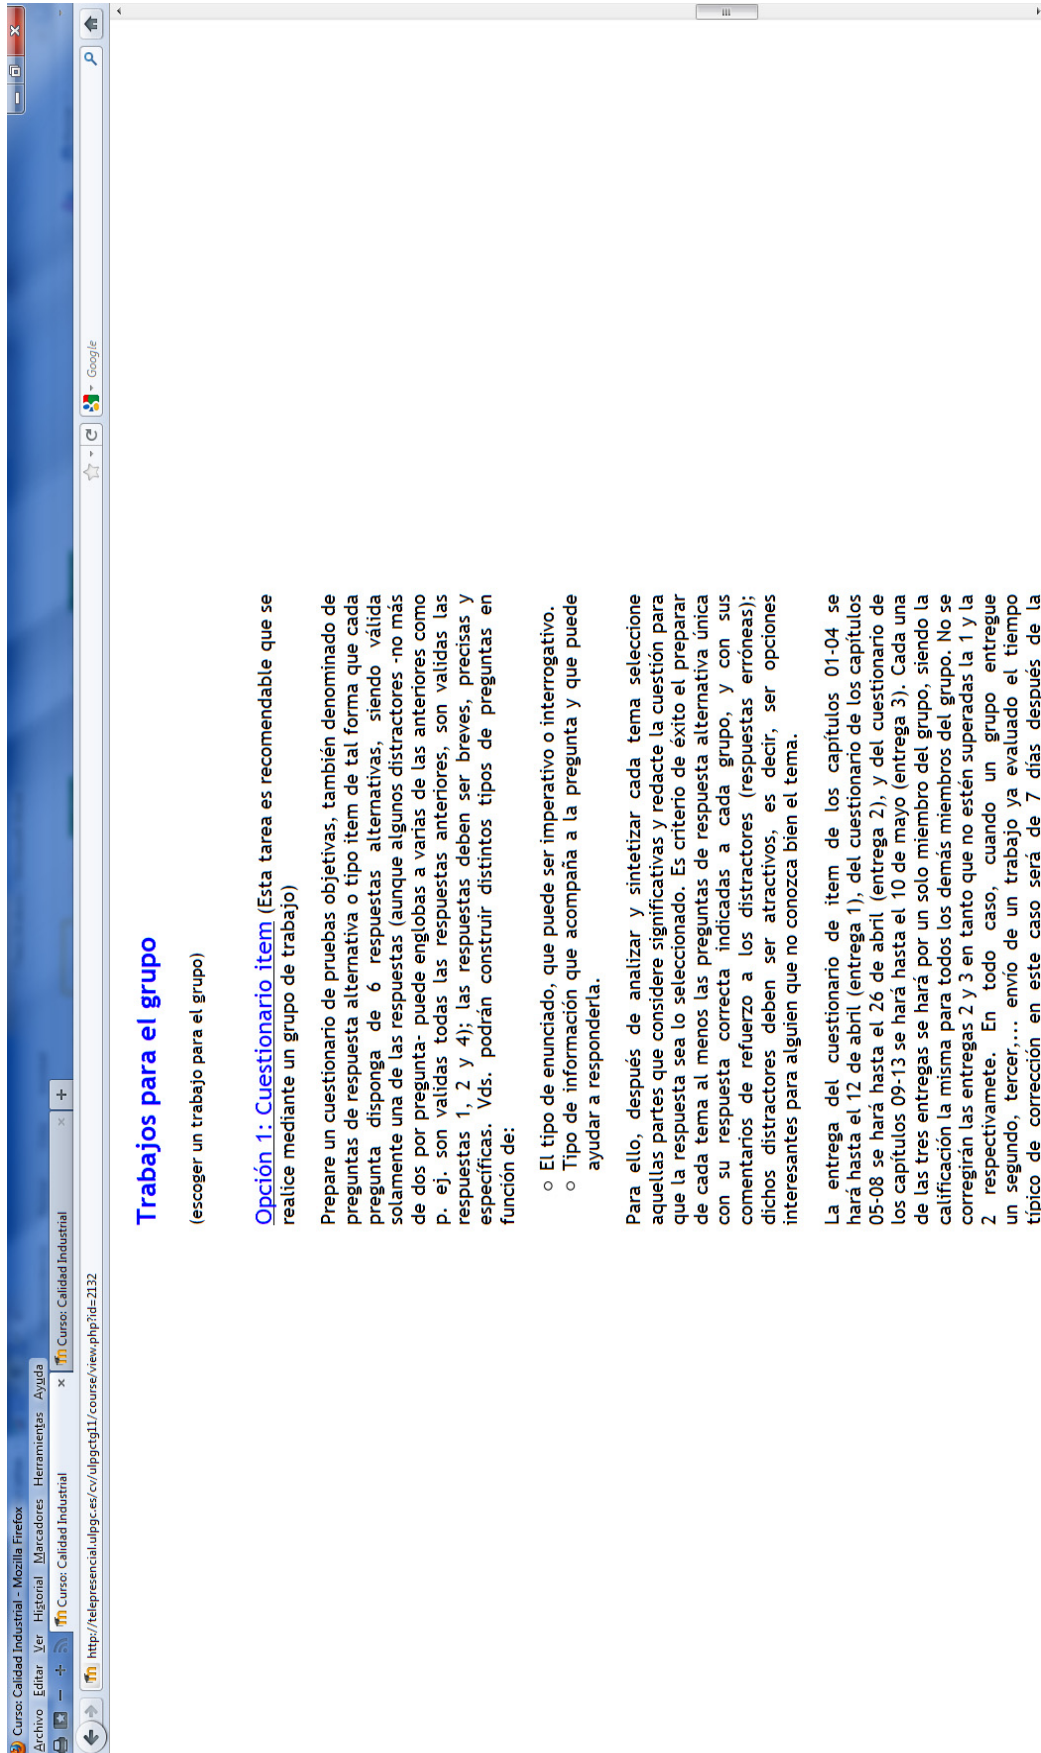 Curso: Calidad Industrial - Mozilla Firefox
Archivo Editar Ver Historial Marcadores Herramientas Ayuda
Curso: Calidad Industrial × Curso: Calidad Industrial × +
http://telepresencial.ulpgc.es/cv/ulpgctg11/course/view.php?id=2132 Google
Trabajos para el grupo
(escoger un trabajo para el grupo)
Opción 1: Cuestionario item (Esta tarea es recomendable que se
realice mediante un grupo de trabajo)
Prepare un cuestionario de pruebas objetivas, también denominado de
preguntas de respuesta alternativa o tipo item de tal forma que cada
pregunta disponga de 6 respuestas alternativas, siendo válida
solamente una de las respuestas (aunque algunos distractores -no más
de dos por pregunta- puede englobas a varias de las anteriores como
p. ej. son validas todas las respuestas anteriores, son validas las
respuestas 1, 2 y 4); las respuestas deben ser breves, precisas y
específicas. Vds. podrán construir distintos tipos de preguntas en
función de:
○ El tipo de enunciado, que puede ser imperativo o interrogativo.
○ Tipo de información que acompaña a la pregunta y que puede
ayudar a responderla.
Para ello, después de analizar y sintetizar cada tema seleccione
aquellas partes que considere significativas y redacte la cuestión para
que la respuesta sea lo seleccionado. Es criterio de éxito el preparar
de cada tema al menos las preguntas de respuesta alternativa única
con su respuesta correcta indicadas a cada grupo, y con sus
comentarios de refuerzo a los distractores (respuestas erróneas);
dichos distractores deben ser atractivos, es decir, ser opciones
interesantes para alguien que no conozca bien el tema.
La entrega del cuestionario de item de los capítulos 01-04 se
hará hasta el 12 de abril (entrega 1), del cuestionario de los capítulos
05-08 se hará hasta el 26 de abril (entrega 2), y del cuestionario de
los capítulos 09-13 se hará hasta el 10 de mayo (entrega 3). Cada una
de las tres entregas se hará por un solo miembro del grupo, siendo la
calificación la misma para todos los demás miembros del grupo. No se
corregirán las entregas 2 y 3 en tanto que no estén superadas la 1 y la
2 respectivamete. En todo caso, cuando un grupo entregue
un segundo, tercer,... envío de un trabajo ya evaluado el tiempo
típico de corrección en este caso será de 7 días después de la